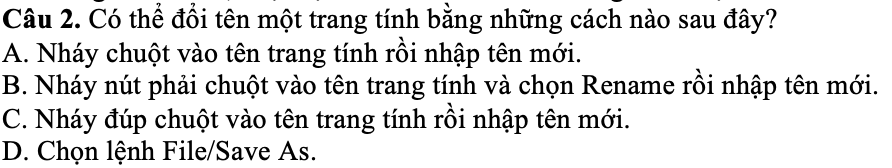 Câu 2. Có thể đổi tên một trang tính bằng những cách nào sau đây?
A. Nháy chuột vào tên trang tính rồi nhập tên mới.
B. Nháy nút phải chuột vào tên trang tính và chọn Rename rồi nhập tên mới.
C. Nháy đúp chuột vào tên trang tính rồi nhập tên mới.
D. Chọn lệnh File/Save As.